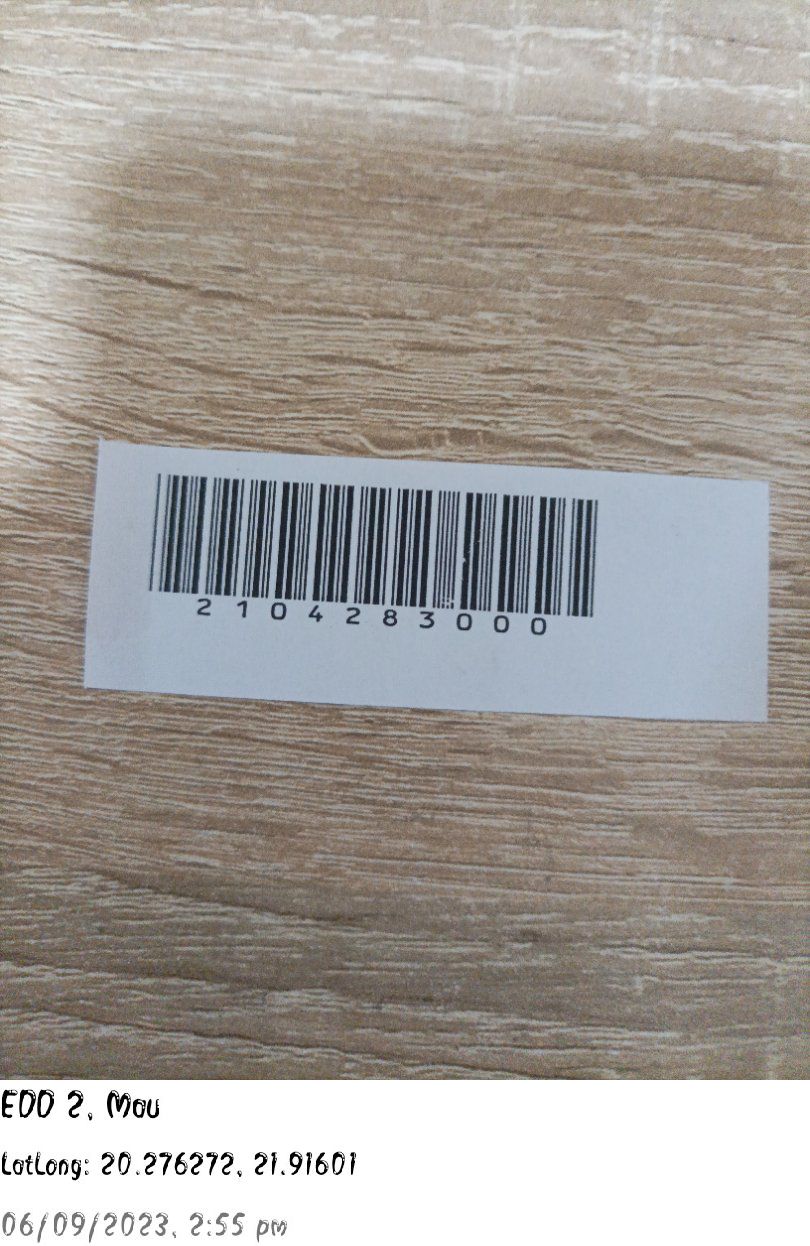 2104283000
EDD 2, Mou
LatLong: 20.276272, 21.91601
06/09/2023, 2:55 pm